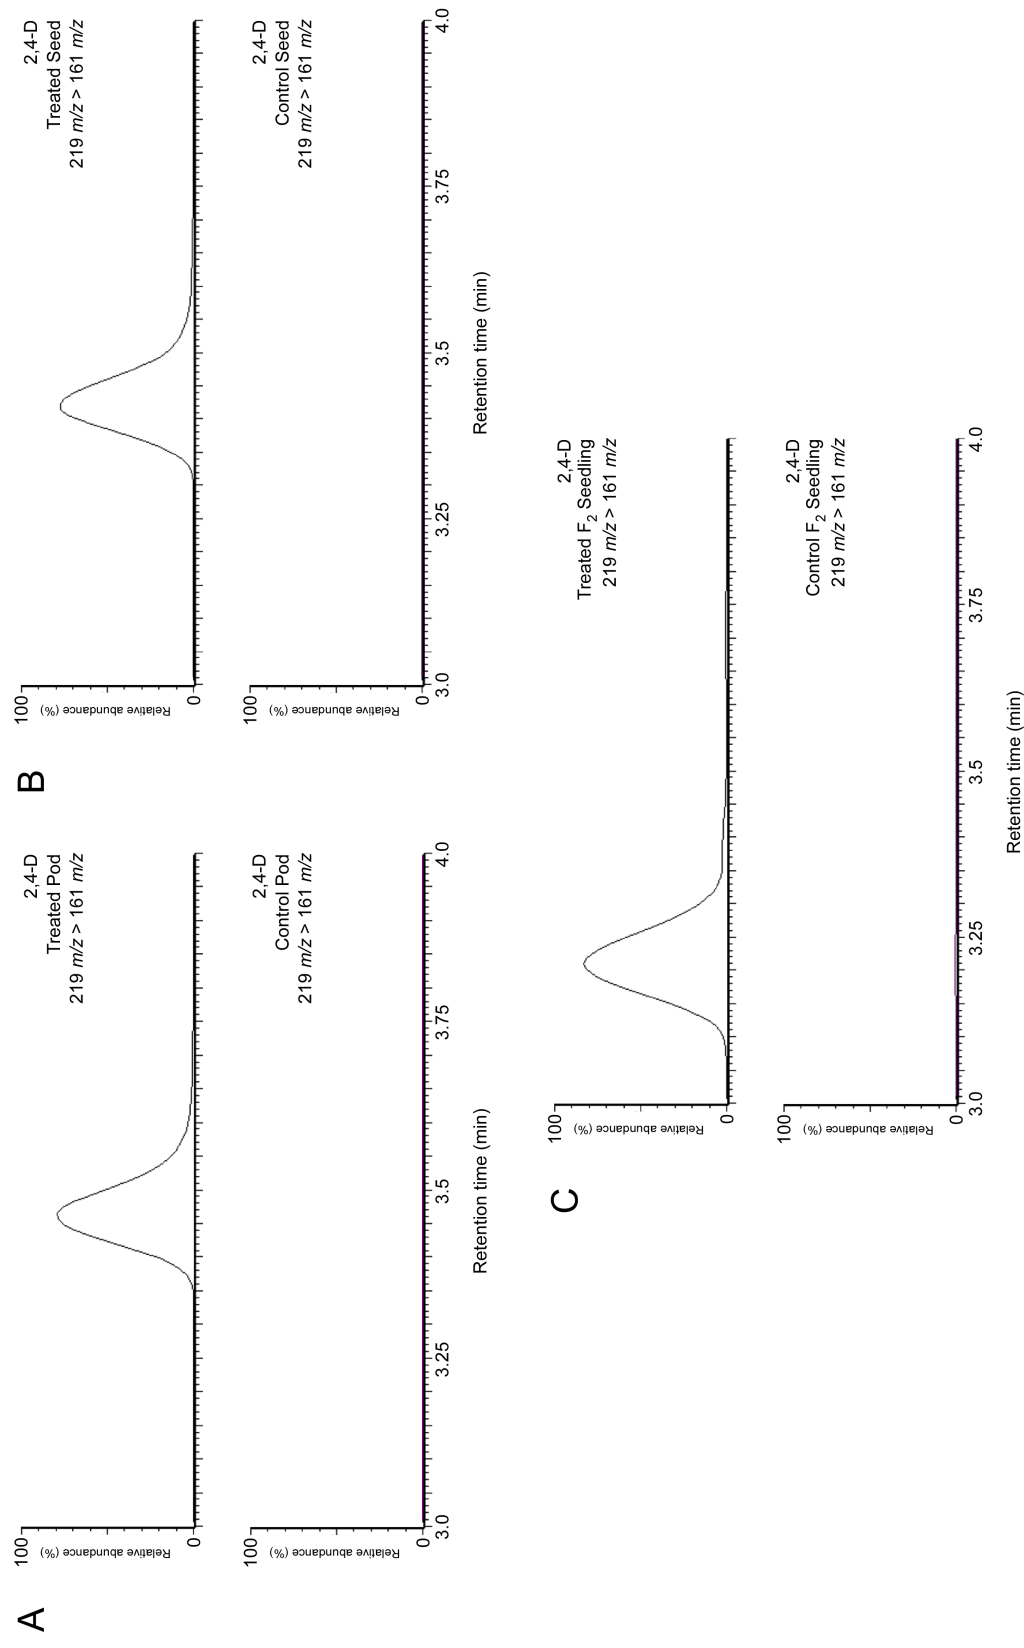 A
2,4-D
Treated Pod
219 m/z > 161 m/z
100
Relative abundance (%)
0
2,4-D
Control Pod
219 m/z > 161 m/z
100
Relative abundance (%)
0
3.0 3.25 3.5 3.75 4.0
Retention time (min)
B
2,4-D
Treated Seed
219 m/z > 161 m/z
100
Relative abundance (%)
0
2,4-D
Control Seed
219 m/z > 161 m/z
100
Relative abundance (%)
0
3.0 3.25 3.5 3.75 4.0
Retention time (min)
C
2,4-D
Treated F2 Seedling
219 m/z > 161 m/z
100
Relative abundance (%)
0
2,4-D
Control F2 Seedling
219 m/z > 161 m/z
100
Relative abundance (%)
0
3.0 3.25 3.5 3.75 4.0
Retention time (min)